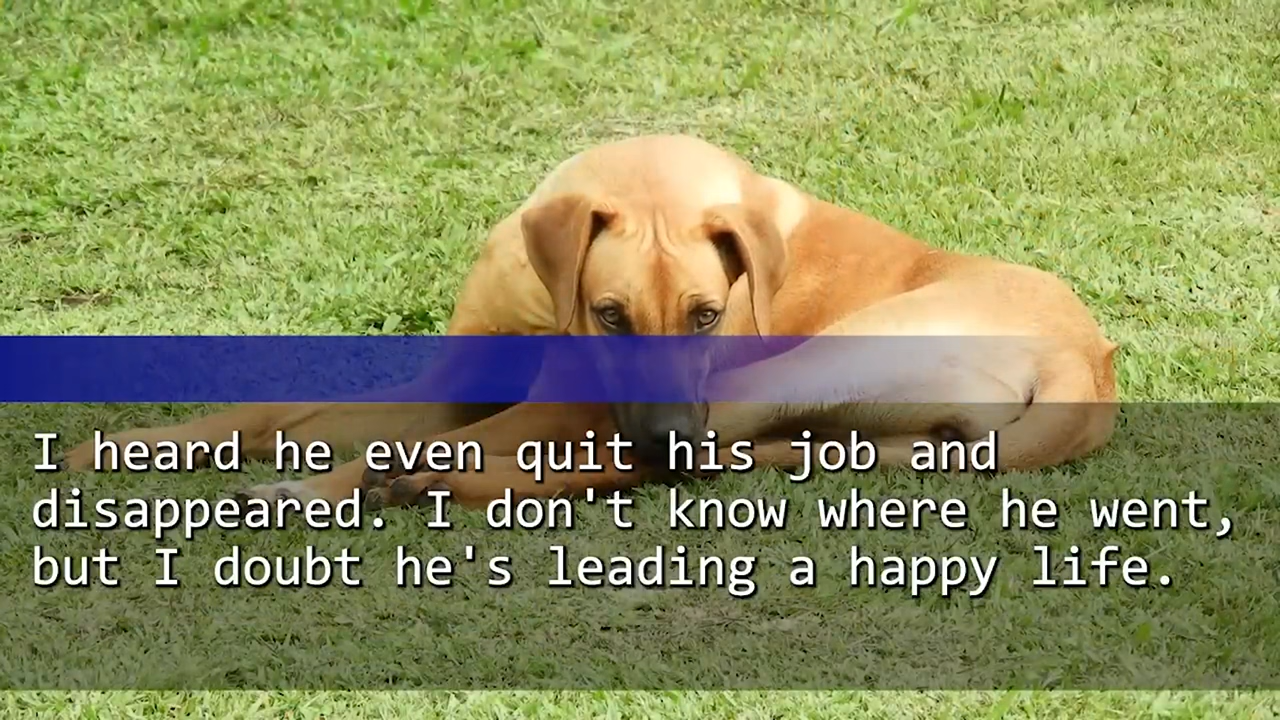 I heard he even quit his job and
disappeared. I don't know where he went,
but I doubt he's leading a happy life.